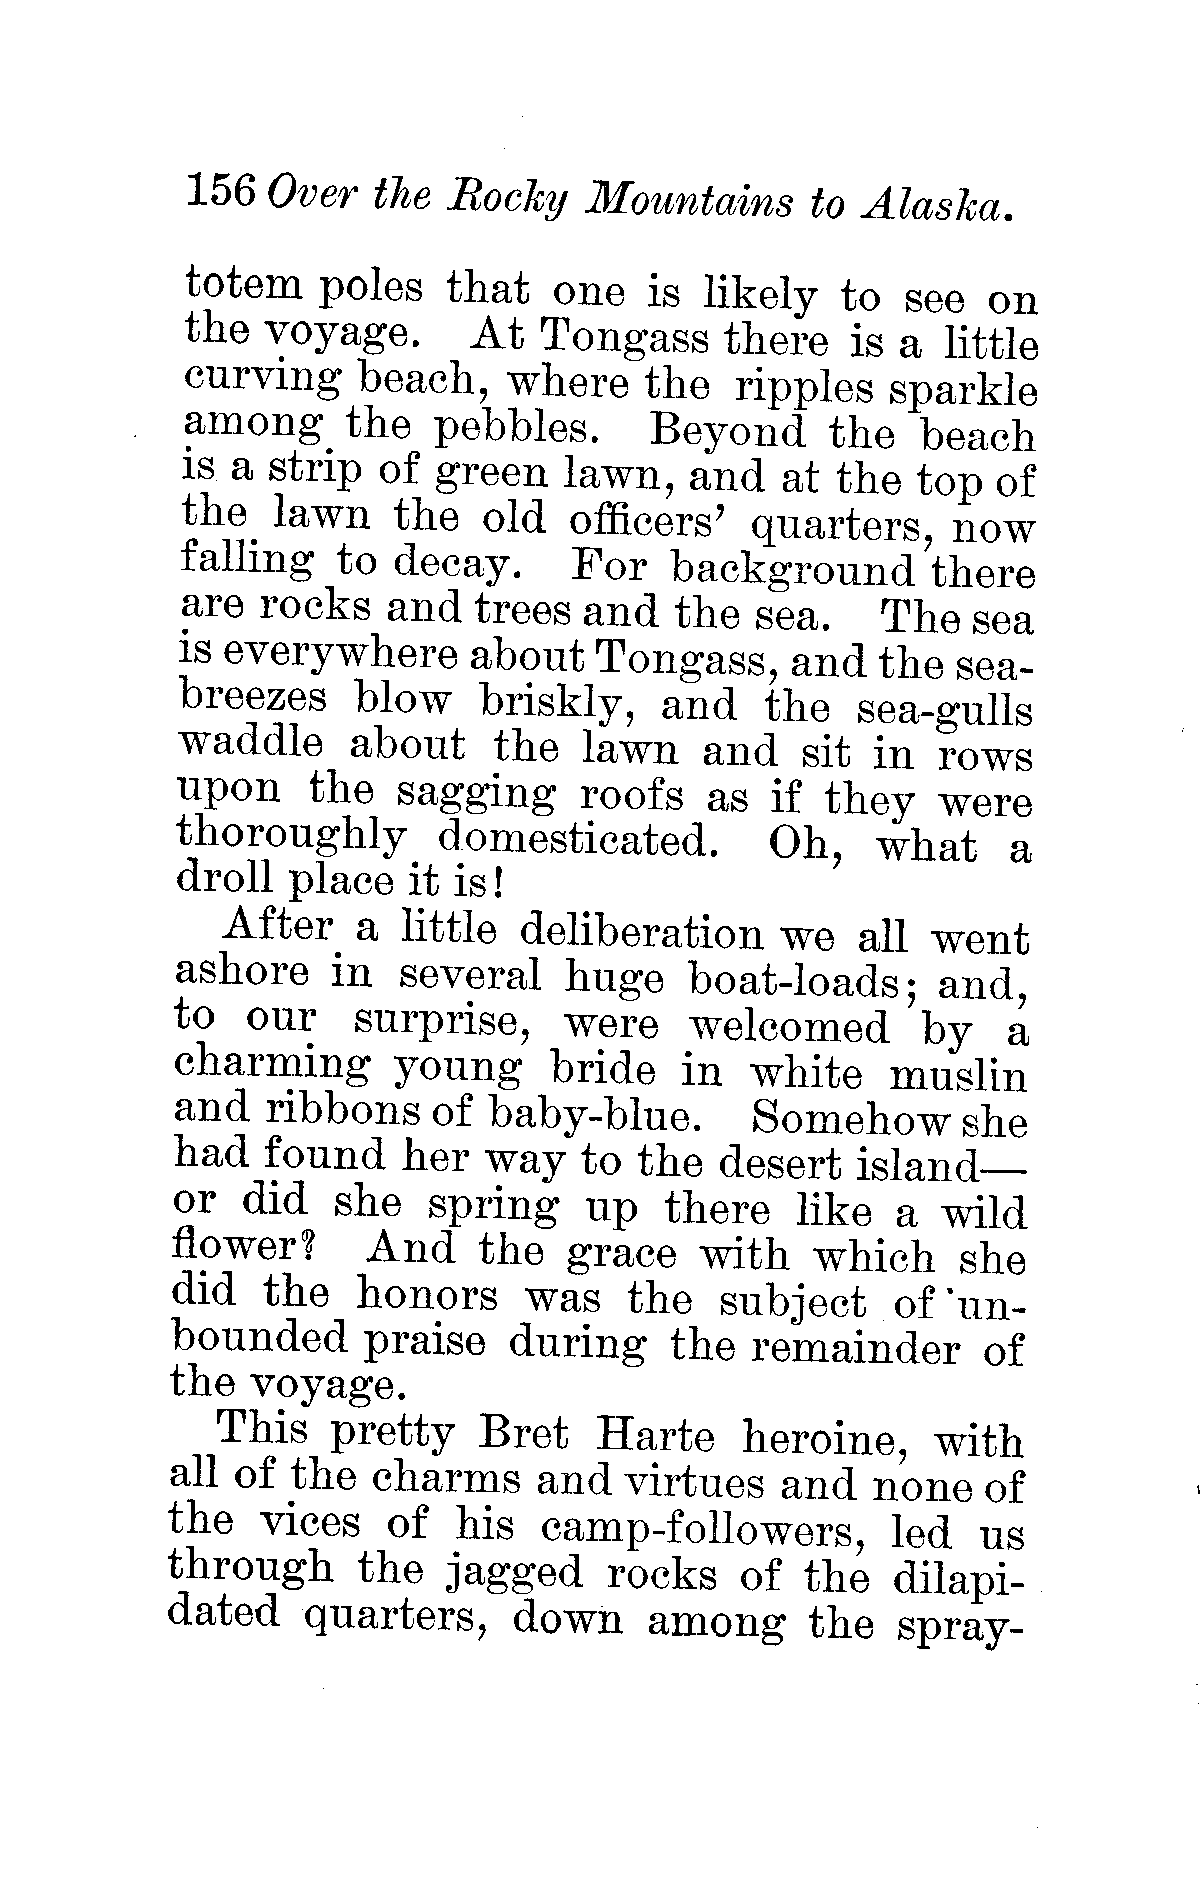 156 Over the Rocky Mountains to Alaska.
totem poles that one is likely to see on
the voyage. At Tongass there is a little
curving beach, where the ripples sparkle
among the pebbles. Beyond the beach
is a strip of green lawn, and at the top of
the lawn the old officers’ quarters, now
falling to decay. For background there
are rocks and trees and the sea. The sea
is everywhere about Tongass, and the sea-
breezes blow briskly, and the sea-gulls
waddle about the lawn and sit in rows
upon the sagging roofs as if they were
thoroughly domesticated. Oh, what a
droll place it is!
After a little deliberation we all went
ashore in several huge boat-loads; and,
to our surprise, were welcomed by a
charming young bride in white muslin
and ribbons of baby-blue. Somehow she
had found her way to the desert island—
or did she spring up there like a wild
flower? And the grace with which she
did the honors was the subject of un-
bounded praise during the remainder of
the voyage.
This pretty Bret Harte heroine, with
all of the charms and virtues and none of
the vices of his camp-followers, led us
through the jagged rocks of the dilapi-
dated quarters, down among the spray-